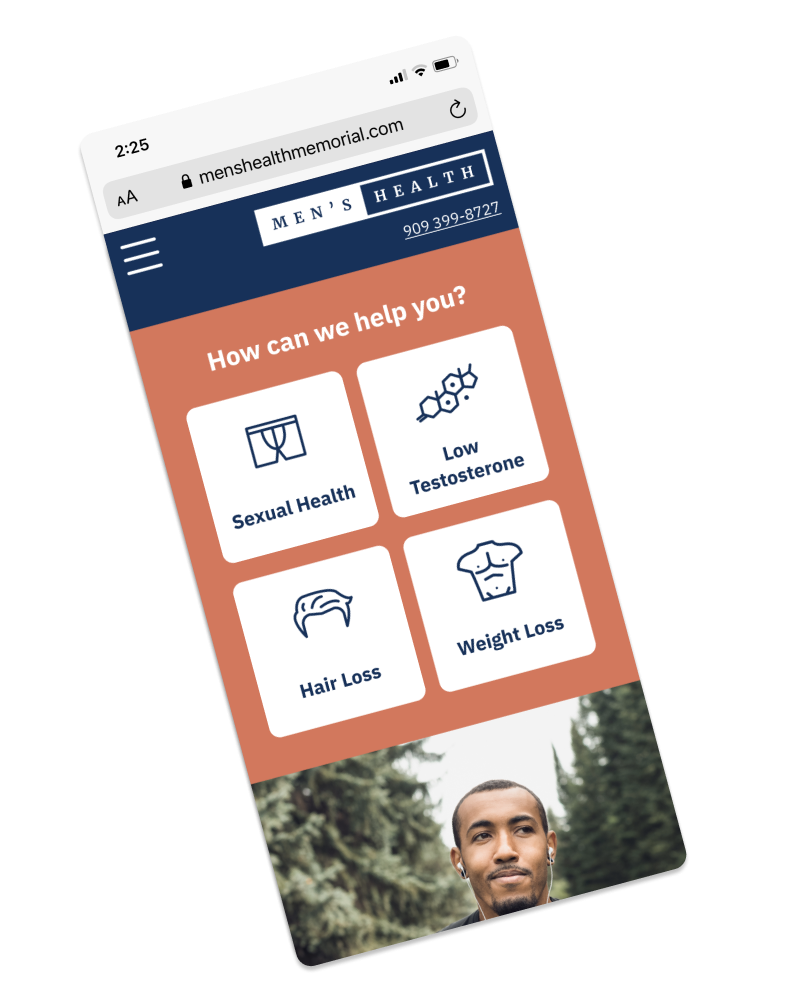 2:25
AA menshealthmemorial.com
MEN'S HEALTH
909 399-8727
How can we help you?
Sexual Health
Low
Testosterone
Hair Loss
Weight Loss